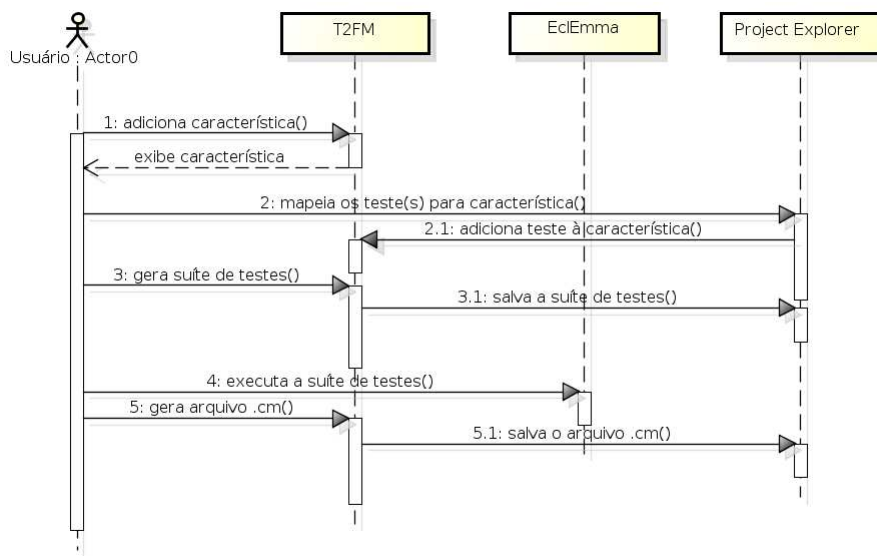 T2FM
EclEmma
Project Explorer
Usuário : Actor0
1: adiciona característica()
exibe característica
2: mapeia os teste(s) para característica()
2.1: adiciona teste à característica()
3: gera suíte de testes()
3.1: salva a suíte de testes()
4: executa a suíte de testes()
5: gera arquivo .cm()
5.1: salva o arquivo .cm()